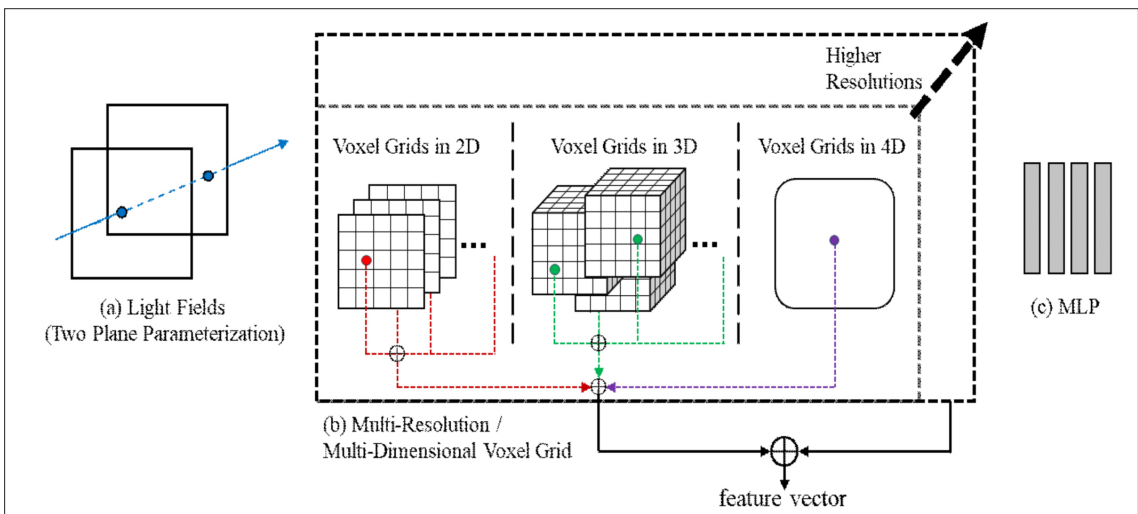 Higher
Resolutions
Voxel Grids in 2D
Voxel Grids in 3D
Voxel Grids in 4D
...
...
(a) Light Fields
(Two Plane Parameterization)
(c) MLP
(b) Multi-Resolution /
Multi-Dimensional Voxel Grid
feature vector